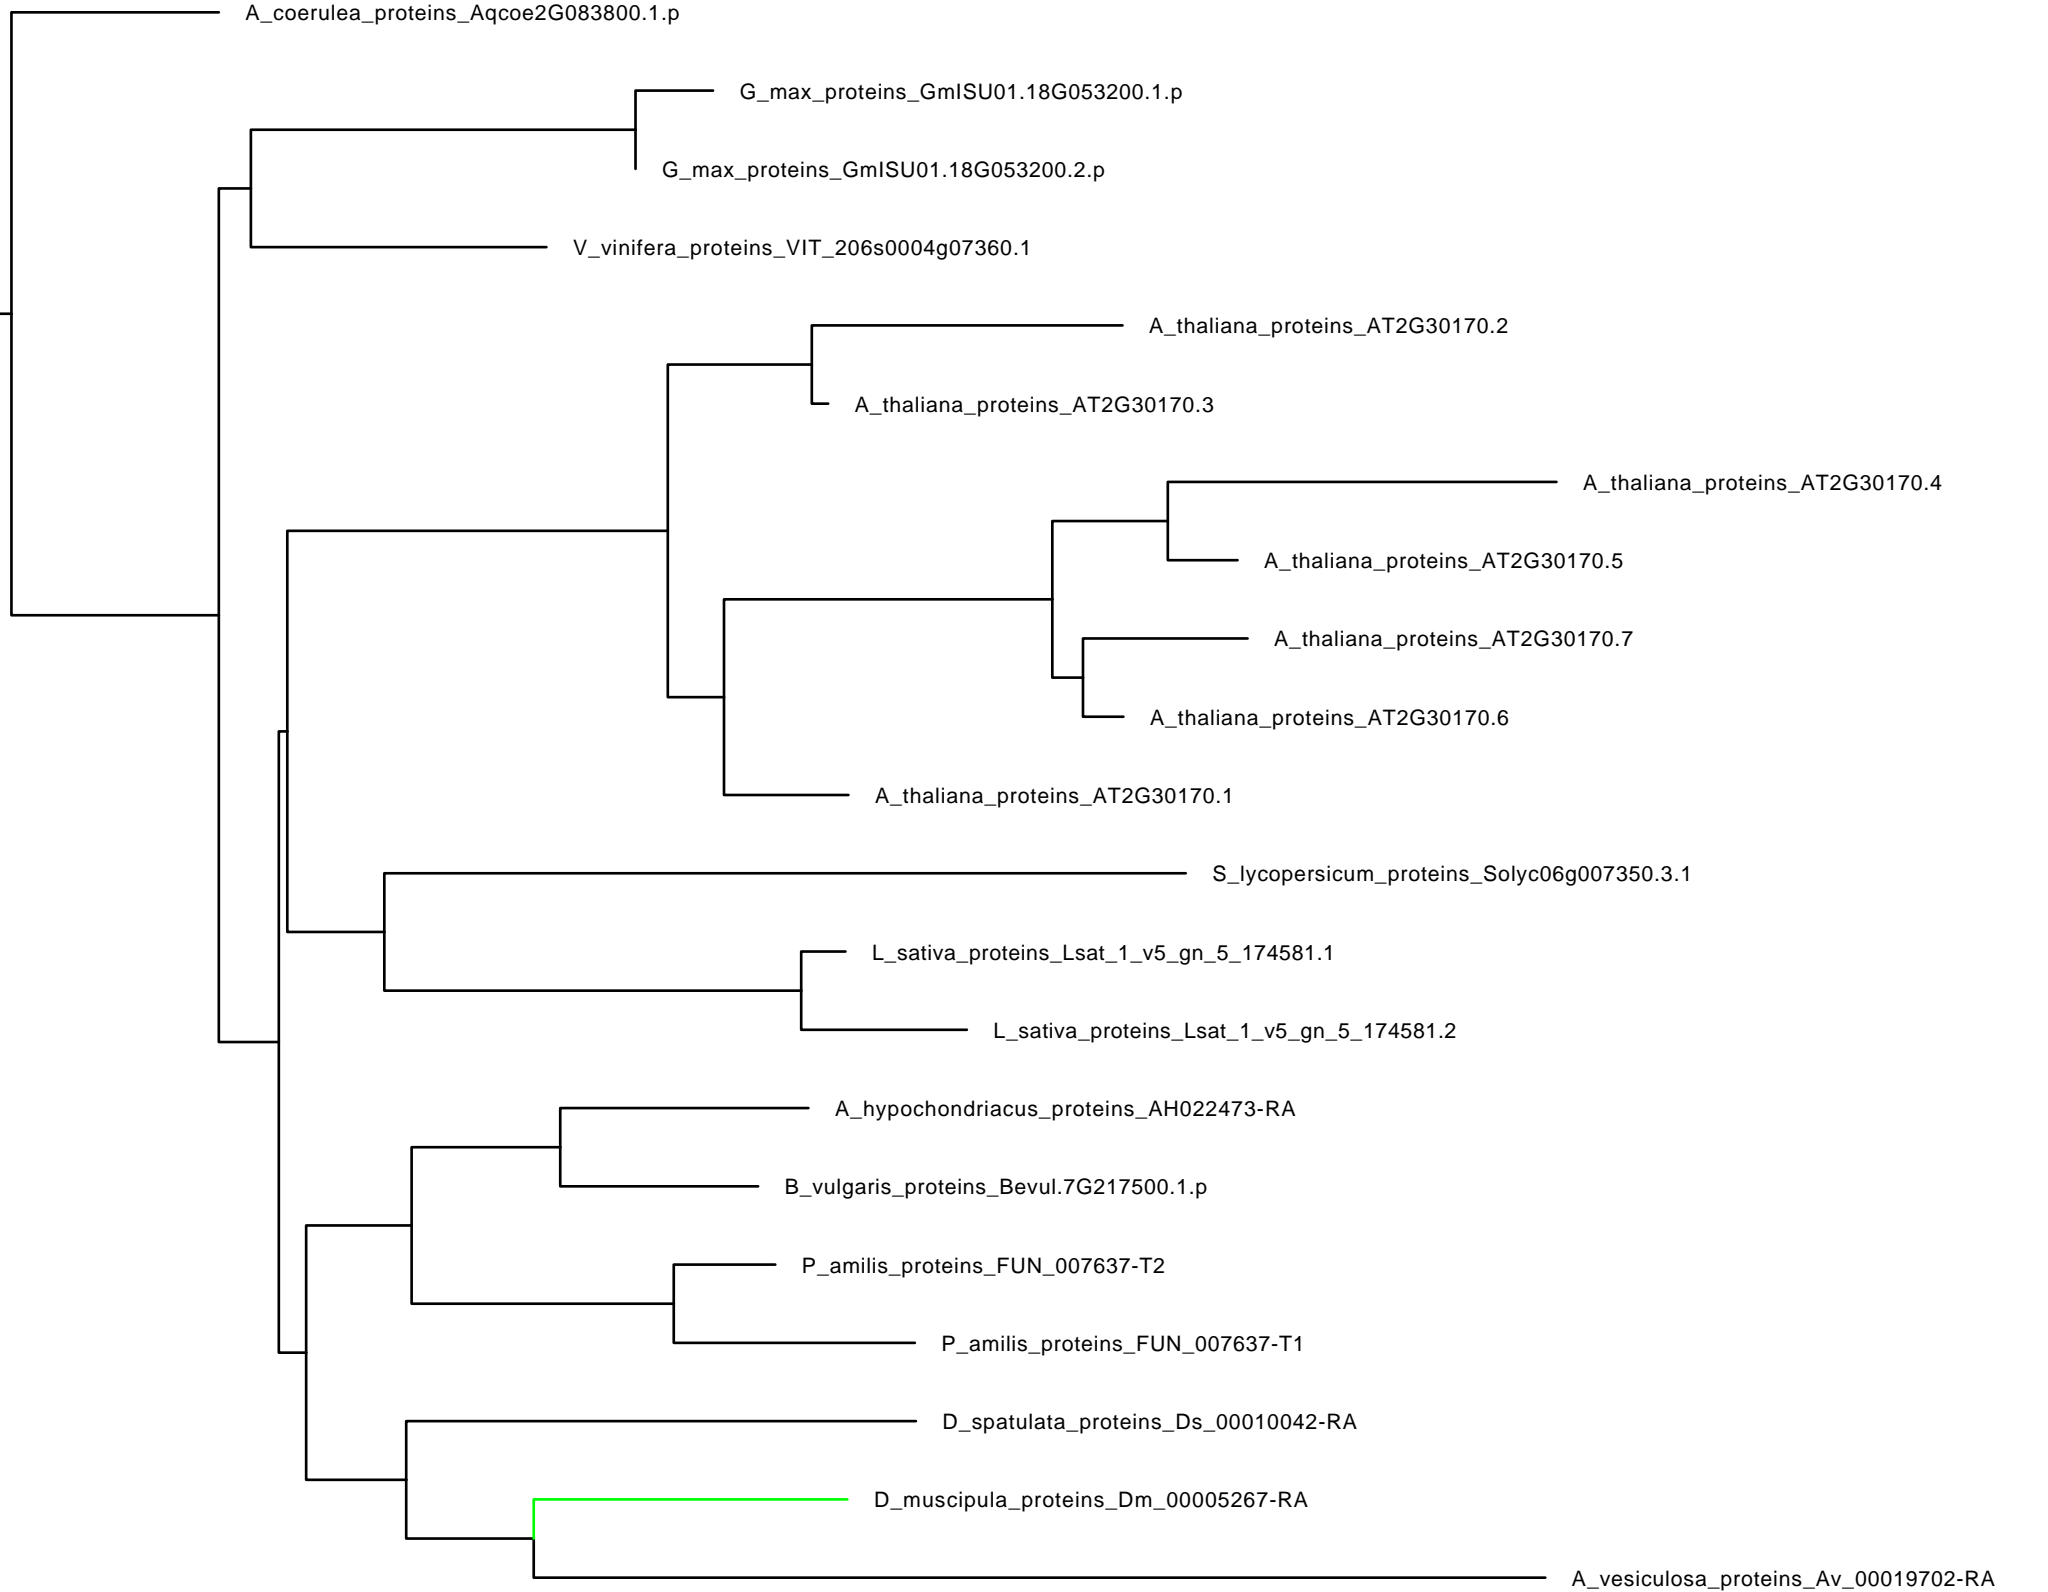 A_coerulea_proteins_Aqcoe2G083800.1.p
G_max_proteins_GmISU01.18G053200.1.p
G_max_proteins_GmISU01.18G053200.2.p
V_vinifera_proteins_VIT_206s0004g07360.1
A_thaliana_proteins_AT2G30170.2
A_thaliana_proteins_AT2G30170.3
A_thaliana_proteins_AT2G30170.4
A_thaliana_proteins_AT2G30170.5
A_thaliana_proteins_AT2G30170.7
A_thaliana_proteins_AT2G30170.6
A_thaliana_proteins_AT2G30170.1
S_lycopersicum_proteins_Solyc06g007350.3.1
L_sativa_proteins_Lsat_1_v5_gn_5_174581.1
L_sativa_proteins_Lsat_1_v5_gn_5_174581.2
A_hypochondriacus_proteins_AH022473-RA
B_vulgaris_proteins_Bevul.7G217500.1.p
P_amilis_proteins_FUN_007637-T2
P_amilis_proteins_FUN_007637-T1
D_spatulata_proteins_Ds_00010042-RA
D_muscipula_proteins_Dm_00005267-RA
A_vesiculosa_proteins_Av_00019702-RA